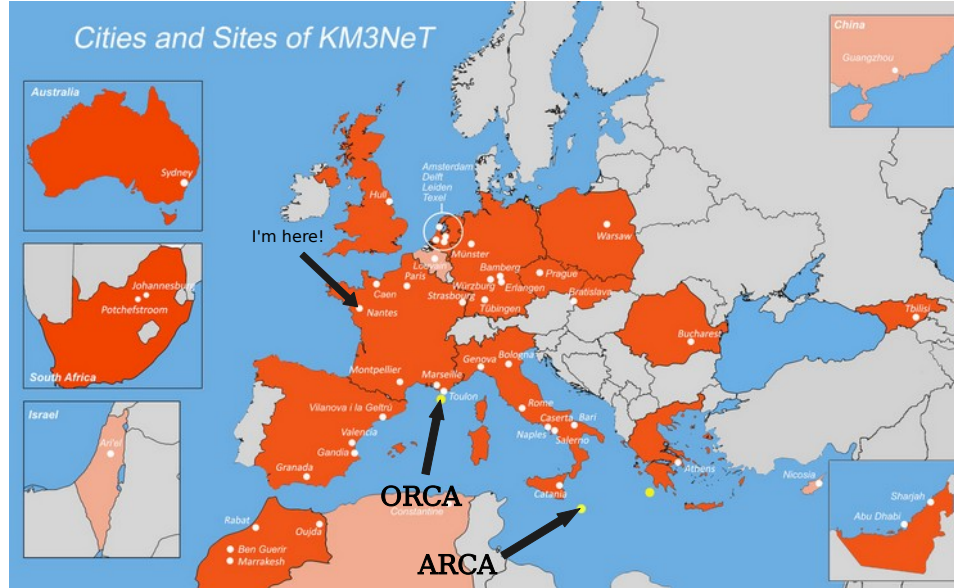 Cities and Sites of KM3NeT
China
Guangzhou
Australia
Sydney
Amsterdam
Delft
Leiden
Texel
Hull
I'm here!
Münster
Warsaw
Louvain
Paris
Bamberg
Prague
Caen
Würzburg
Erlangen
Strasbourg
Bratislava
Tübingen
Nantes
Johannesburg
Potchefstroom
South Africa
Tbilisi
Bucharest
Genova
Bologna
Montpellier
Marseille
Toulon
Vilanova i la Geltrú
Rome
Caserta
Bari
Naples
Salerno
Valencia
Gandia
Granada
Israel
Ari'el
Athens
Nicosia
Catania
ORCA
Constantine
Sharjah
Abu Dhabi
Rabat
Oujda
Ben Guerir
Marrakesh
ARCA